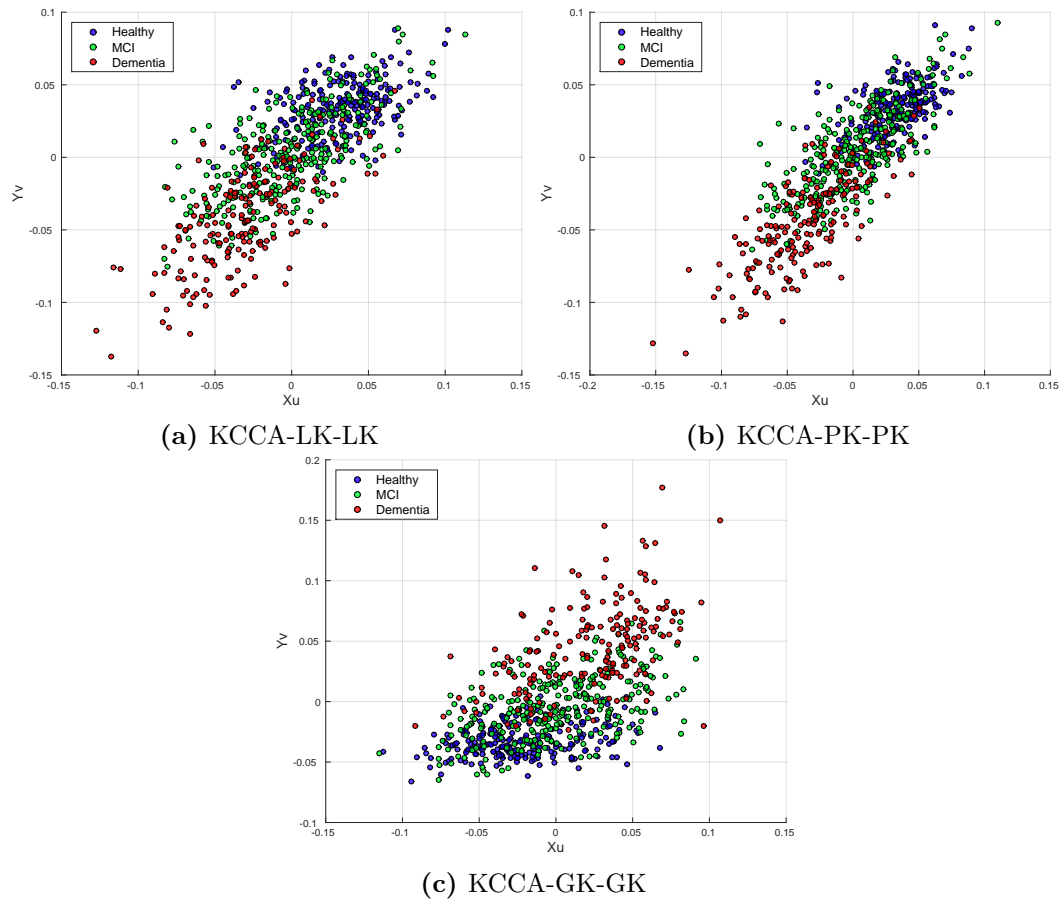 0.1
Healthy
MCI
Dementia
0.05
0
Yv
-0.05
-0.1
-0.15
-0.15 -0.1 -0.05 0 0.05 0.1 0.15
Xu
(a) KCCA-LK-LK
0.1
Healthy
MCI
Dementia
0.05
0
Yv
-0.05
-0.1
-0.15
-0.2 -0.15 -0.1 -0.05 0 0.05 0.1 0.15
Xu
(b) KCCA-PK-PK
0.2
Healthy
MCI
Dementia
0.15
0.1
0.05
Yv
0
-0.05
-0.1
-0.15 -0.1 -0.05 0 0.05 0.1 0.15
Xu
(c) KCCA-GK-GK